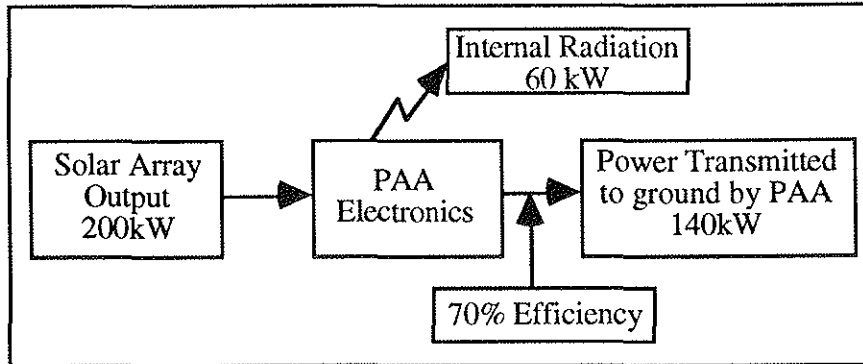 Internal Radiation
60 kW
Solar Array
Output
200kW
PAA
Electronics
Power Transmitted
to ground by PAA
140kW
70% Efficiency